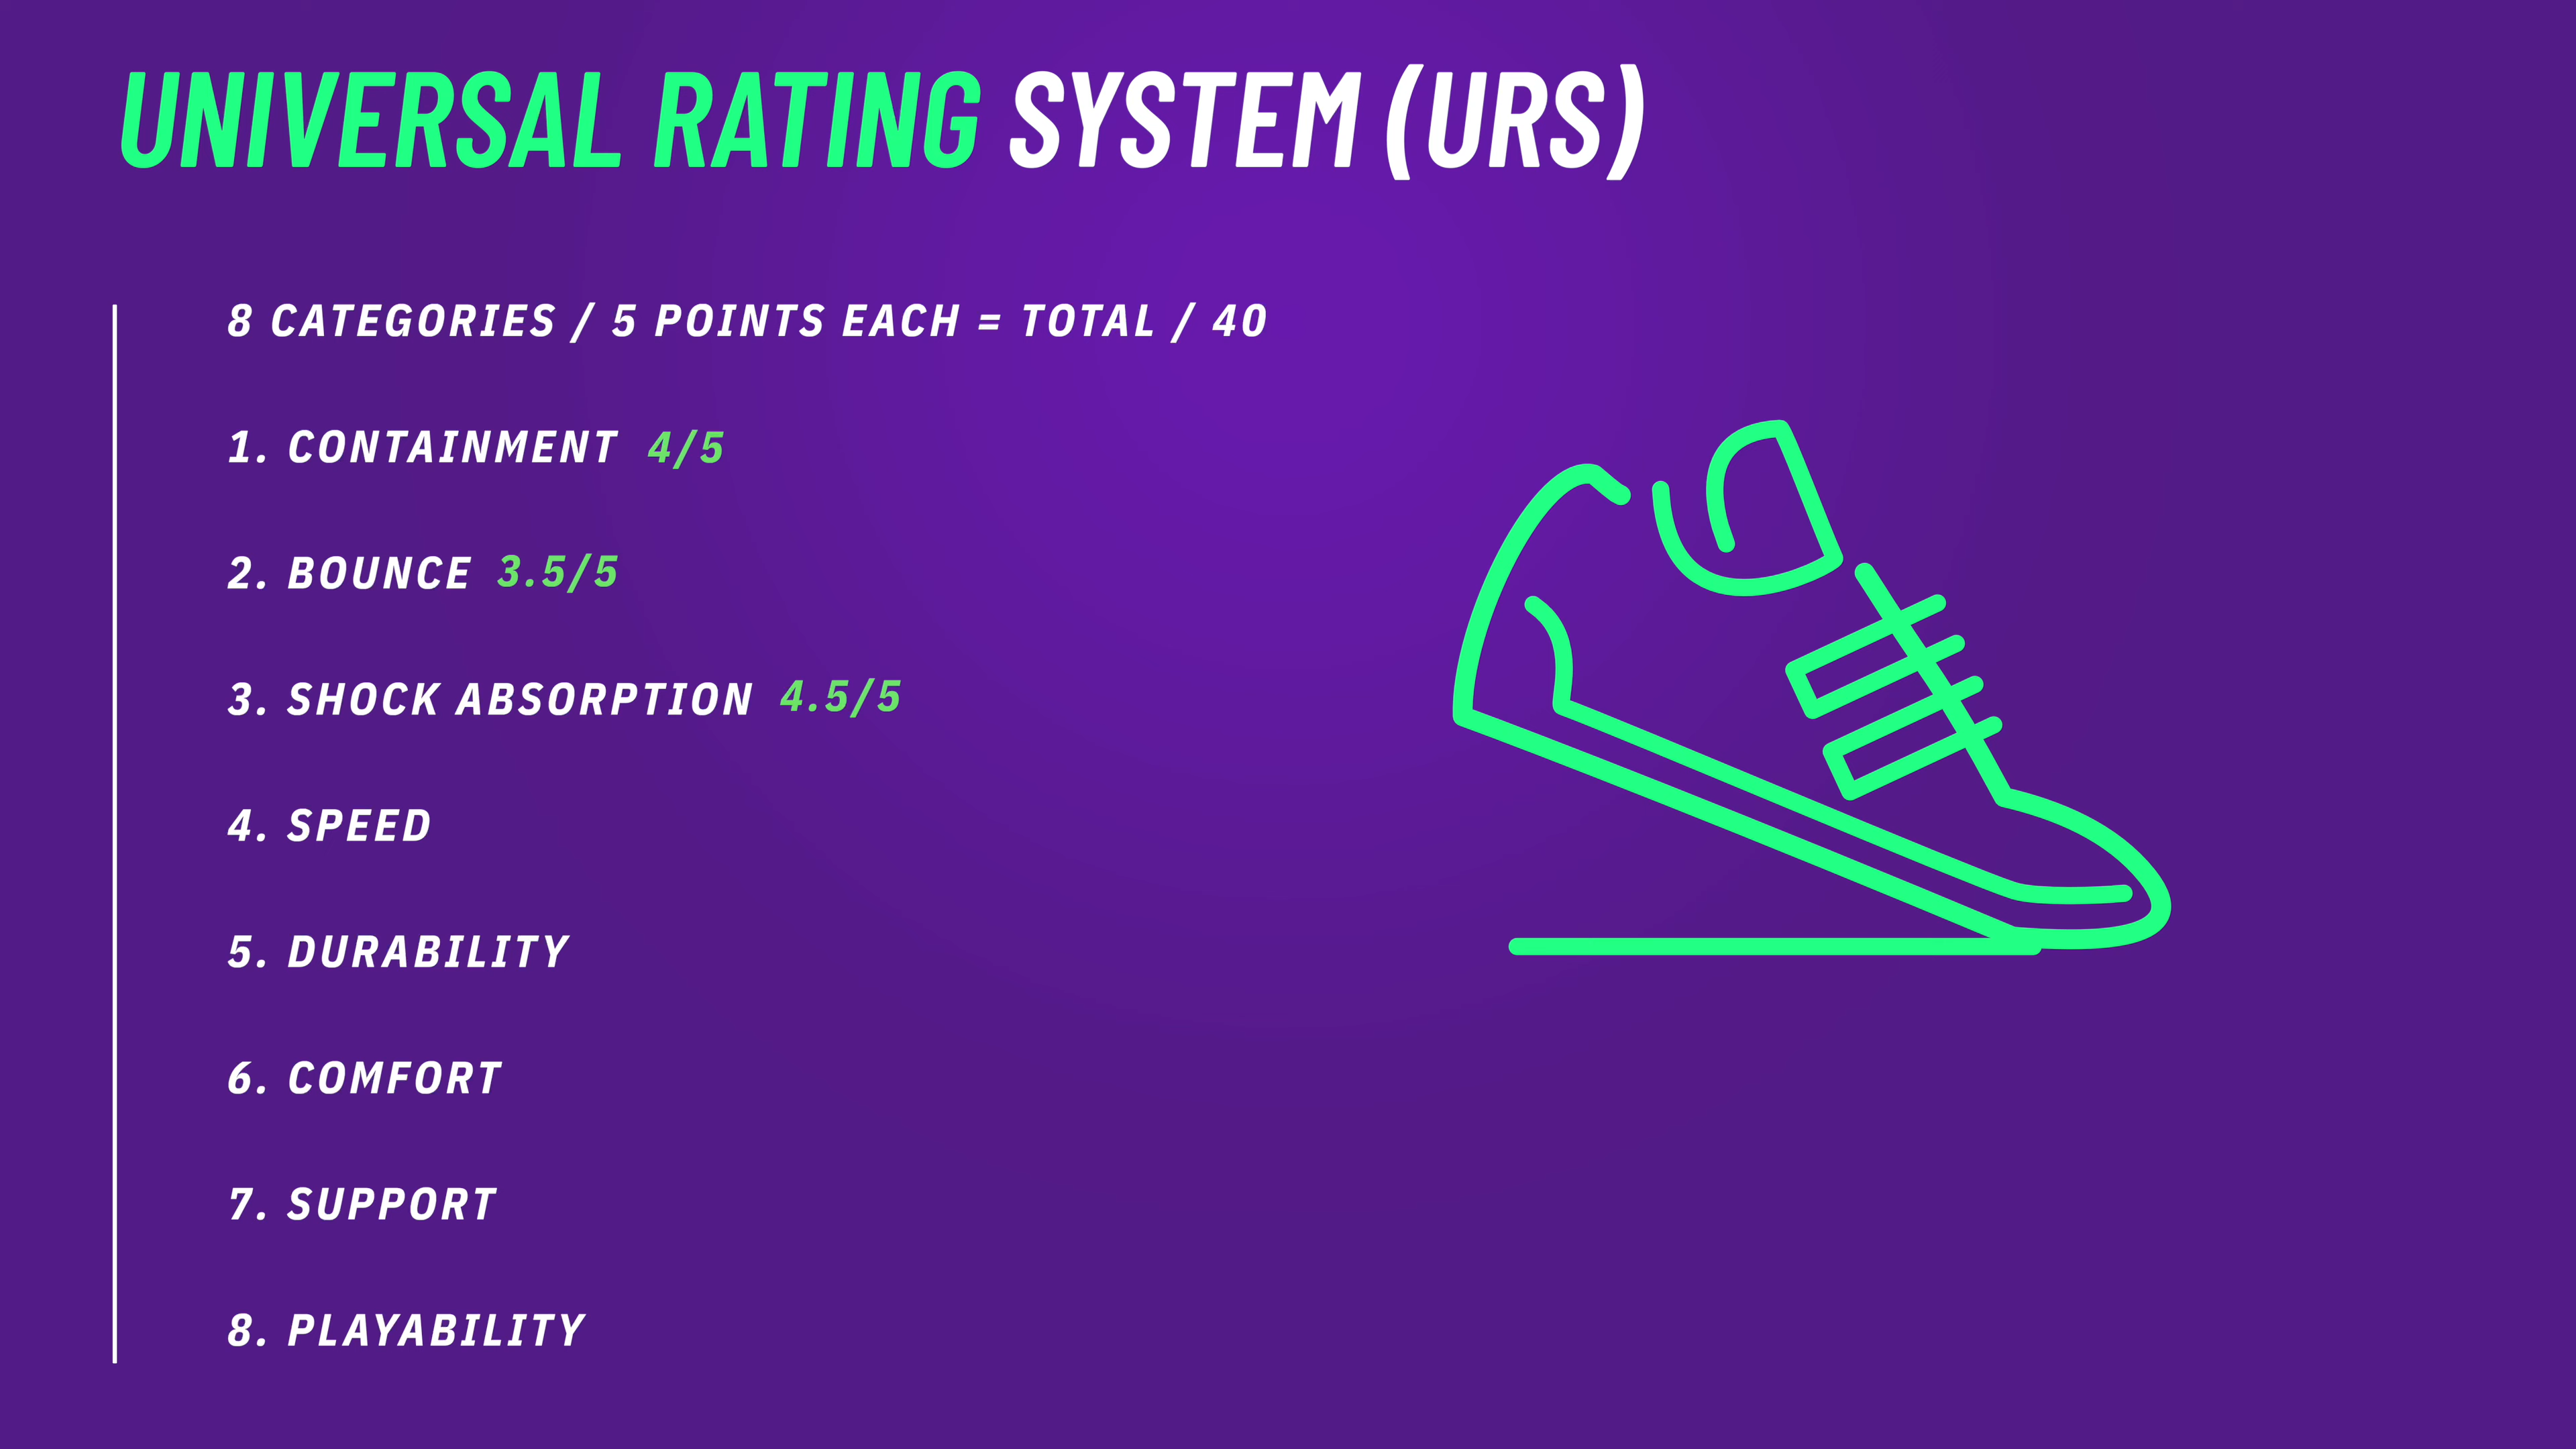 UNIVERSAL RATING SYSTEM (URS)
8 CATEGORIES / 5 POINTS EACH = TOTAL / 40
1. CONTAINMENT 4/5
2. BOUNCE 3.5/5
3. SHOCK ABSORPTION 4.5/5
4. SPEED
5. DURABILITY
6. COMFORT
7. SUPPORT
8. PLAYABILITY